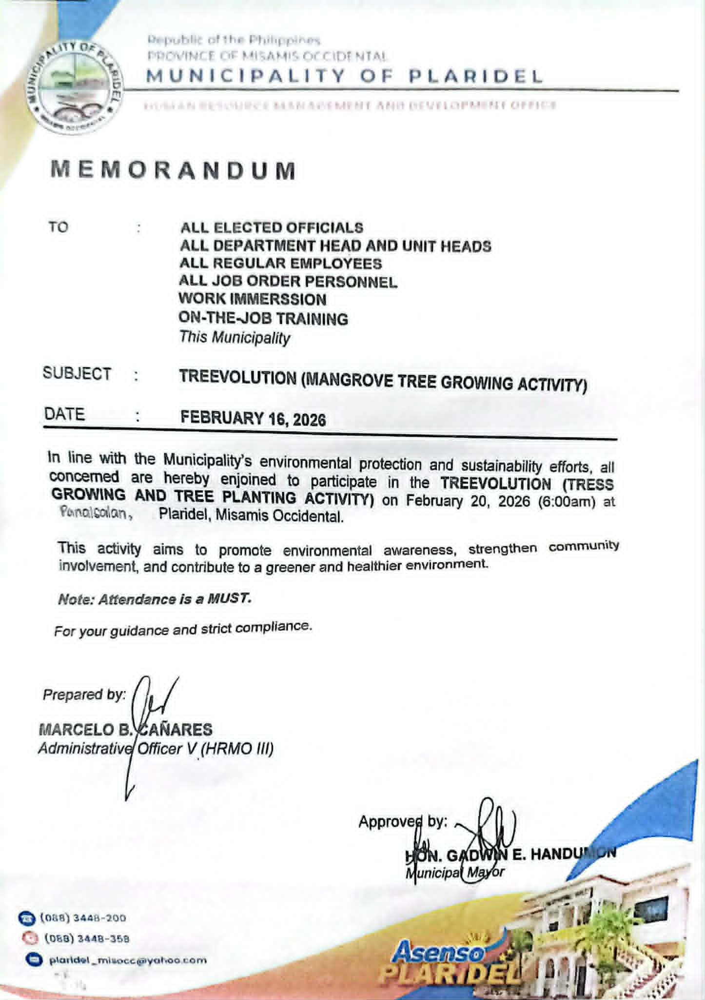 MUNICIPALITY OF PLARIDEL
MISAMIS OCCIDENTAL
Republic of the Philippines
PROVINCE OF MISAMIS OCCIDENTAL
MUNICIPALITY OF PLARIDEL
HUMAN RESOURCE MANAGEMENT AND DEVELOPMENT OFFICE
MEMORANDUM
TO : ALL ELECTED OFFICIALS
ALL DEPARTMENT HEAD AND UNIT HEADS
ALL REGULAR EMPLOYEES
ALL JOB ORDER PERSONNEL
WORK IMMERSSION
ON-THE-JOB TRAINING
This Municipality
SUBJECT : TREEVOLUTION (MANGROVE TREE GROWING ACTIVITY)
DATE : FEBRUARY 16, 2026
In line with the Municipality's environmental protection and sustainability efforts, all
concerned are hereby enjoined to participate in the TREEVOLUTION (TRESS
GROWING AND TREE PLANTING ACTIVITY) on February 20, 2026 (6:00am) at
Panalsalan, Plaridel, Misamis Occidental.
This activity aims to promote environmental awareness, strengthen community
involvement, and contribute to a greener and healthier environment.
Note: Attendance is a MUST.
For your guidance and strict compliance.
Prepared by:
MARCELO B. CAÑARES
Administrative Officer V (HRMO III)
Approved by:
HON. GADWIN E. HANDUMON
Municipal Mayor
(088) 3448-200
(088) 3448-358
plaridel_misocc@yahoo.com
Asenso
PLARIDEL